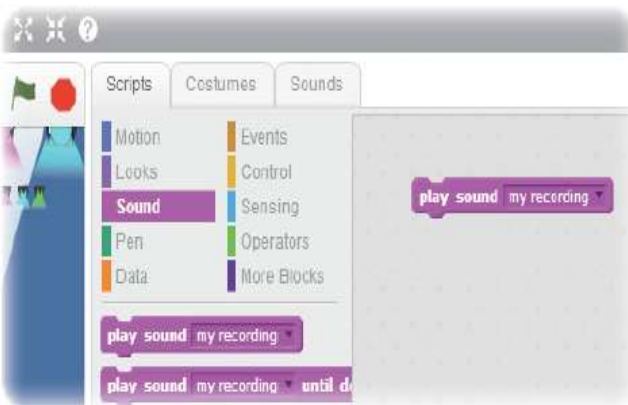 Scripts Costumes Sounds
Motion Events
Looks Control
Sound Sensing
Pen Operators
Data More Blocks
play sound my recording
play sound my recording until
play sound my recording